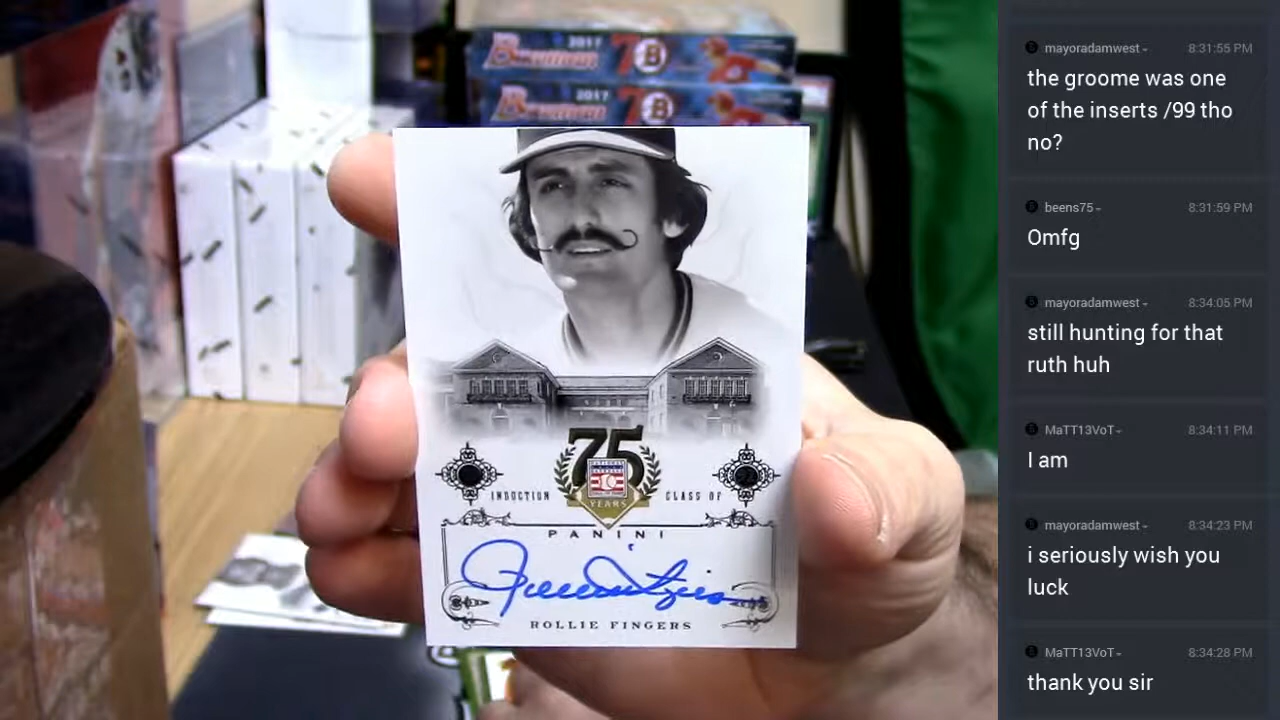 2017
Bowman 70 B
2017
Bowman 70 B
75
YEARS
INDUCTION CLASS OF
PANINI
ROLLIE FINGERS
mayoradamwest 8:31:55 PM
the groome was one
of the inserts /99 tho
no?
beens75 8:31:59 PM
Omfg
mayoradamwest 8:34:05 PM
still hunting for that
ruth huh
MaTT13VoT 8:34:11 PM
I am
mayoradamwest 8:34:23 PM
i seriously wish you
luck
MaTT13VoT 8:34:28 PM
thank you sir